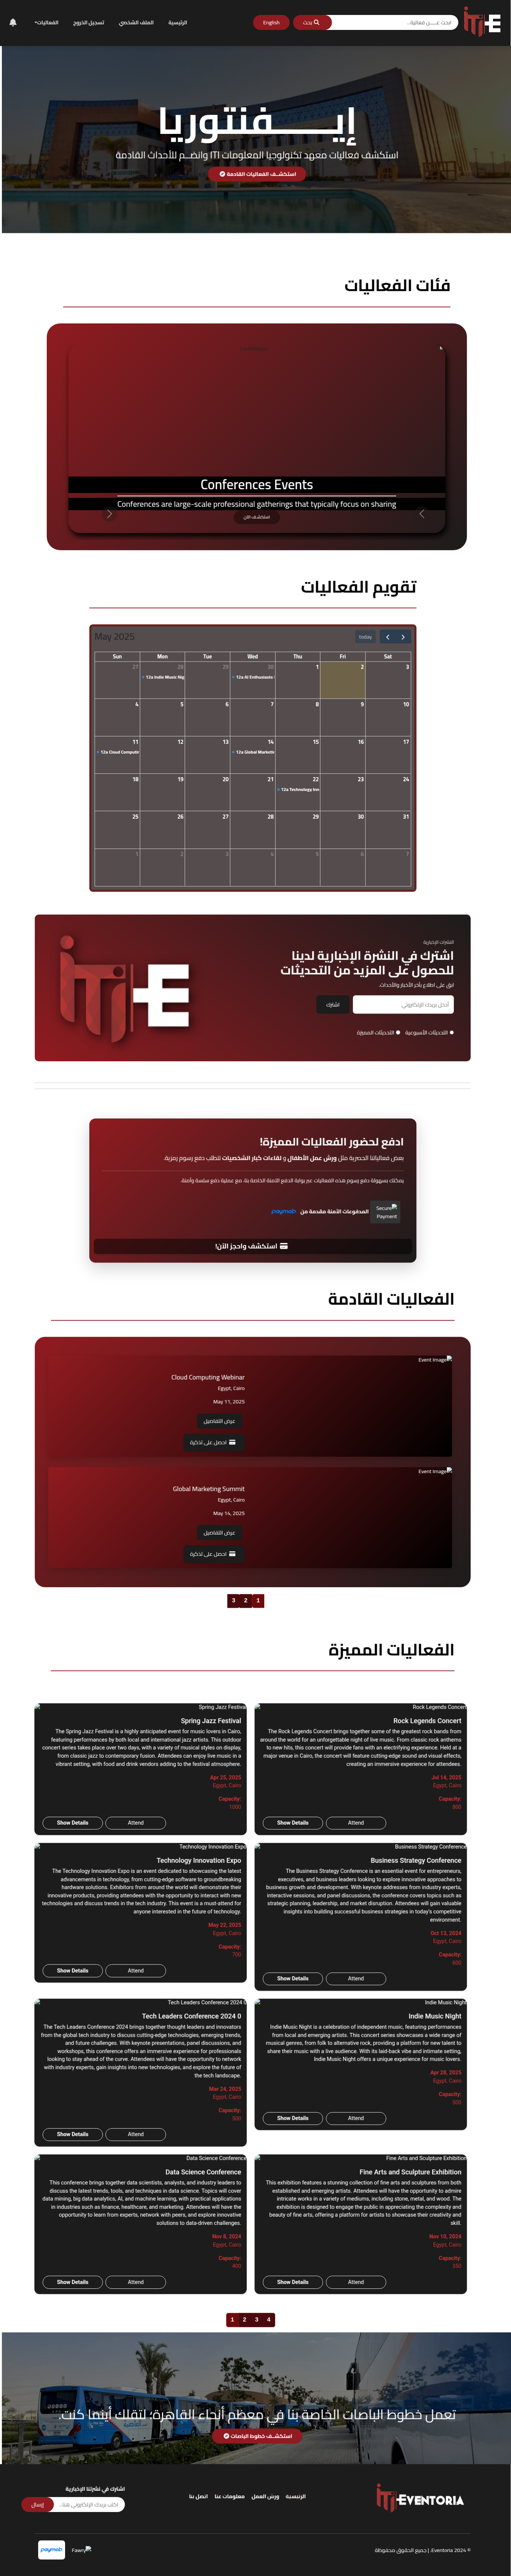 ابحث عن فعالية...
بحث
English
الرئيسية
الملف الشخصي
تسجيل الخروج
الفعاليات
إيفنتوريا
استكشف فعاليات معهد تكنولوجيا المعلومات ITI وانضم للأحداث القادمة
استكشف الفعاليات القادمة
فئات الفعاليات
Conferences Events
Conferences are large-scale professional gatherings that typically focus on sharing
استكشف الآن
تقويم الفعاليات
May 2025
today
Sun Mon Tue Wed Thu Fri Sat
27 28 29 30 1 2 3
12a Indie Music Nig
12a AI Enthusiasts
4 5 6 7 8 9 10
11 12 13 14 15 16 17
12a Cloud Computin
12a Global Marketin
18 19 20 21 22 23 24
12a Technology Inno
25 26 27 28 29 30 31
1 2 3 4 5 6 7
النشرات الإخبارية
اشترك في النشرة الإخبارية لدينا
للحصول على المزيد من التحديثات
ابق على اطلاع بآخر الأخبار والأحداث.
أدخل بريدك الإلكتروني
اشترك
التحديثات الأسبوعية
التحديثات المميزة
ادفع لحضور الفعاليات المميزة!
بعض فعالياتنا الحصرية مثل ورش عمل الأطفال و لقاءات كبار الشخصيات تتطلب دفع رسوم رمزية.
يمكنك بسهولة دفع رسوم هذه الفعاليات عبر بوابة الدفع الآمنة الخاصة بنا، مع عملية دفع سلسة وآمنة.
Secure Payment
المدفوعات الآمنة مقدمة من
paymob
استكشف واحجز الآن!
الفعاليات القادمة
Event Image
Cloud Computing Webinar
Egypt, Cairo
May 11, 2025
عرض التفاصيل
احصل على تذكرة
Event Image
Global Marketing Summit
Egypt, Cairo
May 14, 2025
عرض التفاصيل
احصل على تذكرة
3 2 1
الفعاليات المميزة
Rock Legends Concert
Rock Legends Concert
The Rock Legends Concert brings together some of the greatest rock bands from
the world for an unforgettable night of live music. From classic rock anthems
to new hits, this concert will provide fans with an electrifying experience. Held at a
major venue in Cairo, the concert will feature cutting-edge sound and visual effects,
creating an immersive experience for attendees.
Jul 14, 2025
Egypt, Cairo
Capacity:
800
Show Details
Attend
Spring Jazz Festival
Spring Jazz Festival
The Spring Jazz Festival is a highly anticipated event for music lovers in Cairo,
featuring performances by both local and international jazz artists. This outdoor
concert series takes place over two days, with a variety of musical styles on display,
from classic jazz to contemporary fusion. Attendees can enjoy live music in a
vibrant setting, with food and drink vendors adding to the festival atmosphere.
Apr 25, 2025
Egypt, Cairo
Capacity:
1000
Show Details
Attend
Business Strategy Conference
Business Strategy Conference
The Business Strategy Conference is an essential event for entrepreneurs,
executives, and business leaders looking to explore innovative approaches to
business growth and development. With keynote addresses from industry experts,
interactive sessions, and panel discussions, the conference covers topics such as
strategic planning, leadership, and market disruption. Attendees will gain actionable
insights into building successful business strategies in today's competitive
environment.
Oct 13, 2024
Egypt, Cairo
Capacity:
600
Show Details
Attend
Technology Innovation Expo
Technology Innovation Expo
The Technology Innovation Expo is an event dedicated to showcasing the latest
advancements in technology, from cutting-edge software to groundbreaking
hardware solutions. Exhibitors from around the world will demonstrate their
innovative products, providing attendees with the opportunity to interact with new
technologies and discuss trends in the tech industry. This event is a must-attend for
anyone interested in the future of technology.
May 22, 2025
Egypt, Cairo
Capacity:
700
Show Details
Attend
Indie Music Night
Indie Music Night
Indie Music Night is a celebration of independent music, featuring performances
from local and emerging artists. This concert series showcases a wide range of
musical genres, from folk to alternative rock, and provides a platform for new talent to
share their music with a live audience. With its laid-back vibe and intimate setting,
Indie Music Night offers a unique experience for music lovers.
Apr 28, 2025
Egypt, Cairo
Capacity:
500
Show Details
Attend
Tech Leaders Conference 2024 0
Tech Leaders Conference 2024 0
The Tech Leaders Conference 2024 brings together thought leaders and innovators
from the global tech industry to discuss cutting-edge technologies, emerging trends,
and future challenges. With presentations, panel discussions, and
workshops, this conference offers an immersive experience for professionals
looking to stay ahead of the curve. Attendees will have the opportunity to network
with industry experts, gain insights into new technologies, and explore the future of
the tech landscape.
Mar 24, 2025
Egypt, Cairo
Capacity:
500
Show Details
Attend
Fine Arts and Sculpture Exhibition
Fine Arts and Sculpture Exhibition
This exhibition features a stunning collection of fine arts and sculptures from both
established and emerging artists. Attendees will have the opportunity to admire
intricate works in a variety of mediums, including stone, metal, and wood. The
exhibition is designed to engage the public in appreciating the complexity and
beauty of fine arts, offering a platform for artists to showcase their creativity and
skill.
Nov 10, 2024
Egypt, Cairo
Capacity:
Show Details
Attend
Data Science Conference
Data Science Conference
This conference brings together data scientists, analysts, and industry leaders to
discuss the latest trends, tools, and techniques in data science. Topics will cover
data mining, big data analytics, AI, and machine learning, with practical applications
in industries such as finance, healthcare, and marketing. Attendees will have the
opportunity to learn from experts, network with peers, and explore innovative
solutions to data-driven challenges.
Nov 8, 2024
Egypt, Cairo
Capacity:
400
Show Details
Attend
1 2 3 4
تعمل خطوط الباصات الخاصة بنا في معظم أنحاء القاهرة؛ لتقلك أينما كنت.
استكشف خطوط الباصات
EVENTORIA
الرئيسية
ورش العمل
معلومات عنا
اتصل بنا
اشترك في نشرتنا الإخبارية
اكتب بريدك الإلكتروني هنا...
إرسال
© 2024 Eventoria. | جميع الحقوق محفوظة
Fawry
paymob